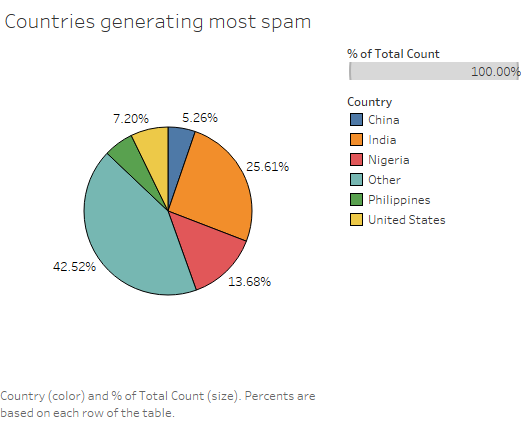 Countries generating most spam
% of Total Count
100.00%
Country
China
India
Nigeria
Other
Philippines
United States
7.20%
5.26%
25.61%
42.52%
13.68%
Country (color) and % of Total Count (size). Percents are
based on each row of the table.